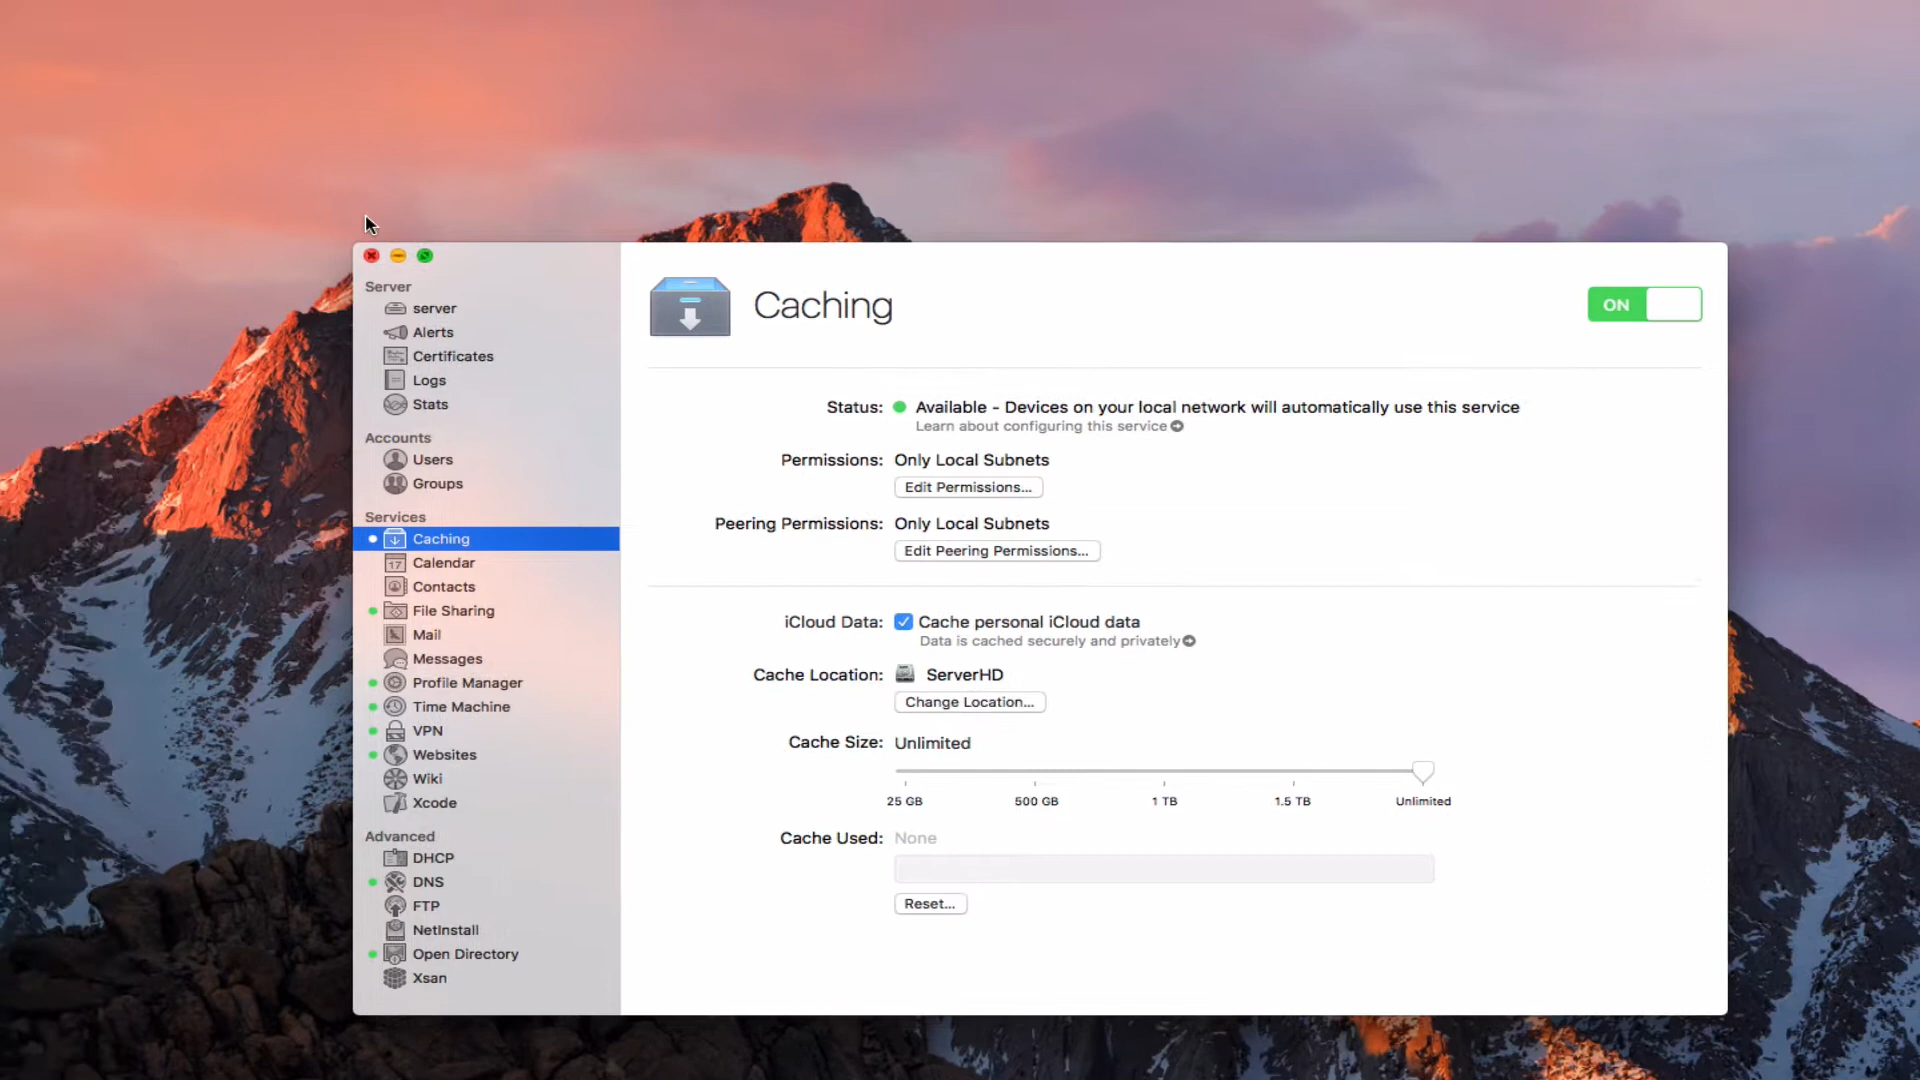 Server
server
Alerts
Certificates
Logs
Stats
Accounts
Users
Groups
Services
Caching
Calendar
Contacts
File Sharing
Mail
Messages
Profile Manager
Time Machine
VPN
Websites
Wiki
Xcode
Advanced
DHCP
DNS
FTP
NetInstall
Open Directory
Xsan
Caching
ON
Status: Available - Devices on your local network will automatically use this service
Learn about configuring this service
Permissions: Only Local Subnets
Edit Permissions...
Peering Permissions: Only Local Subnets
Edit Peering Permissions...
iCloud Data: Cache personal iCloud data
Data is cached securely and privately
Cache Location: ServerHD
Change Location...
Cache Size: Unlimited
25 GB 500 GB 1 TB 1.5 TB Unlimited
Cache Used: None
Reset...